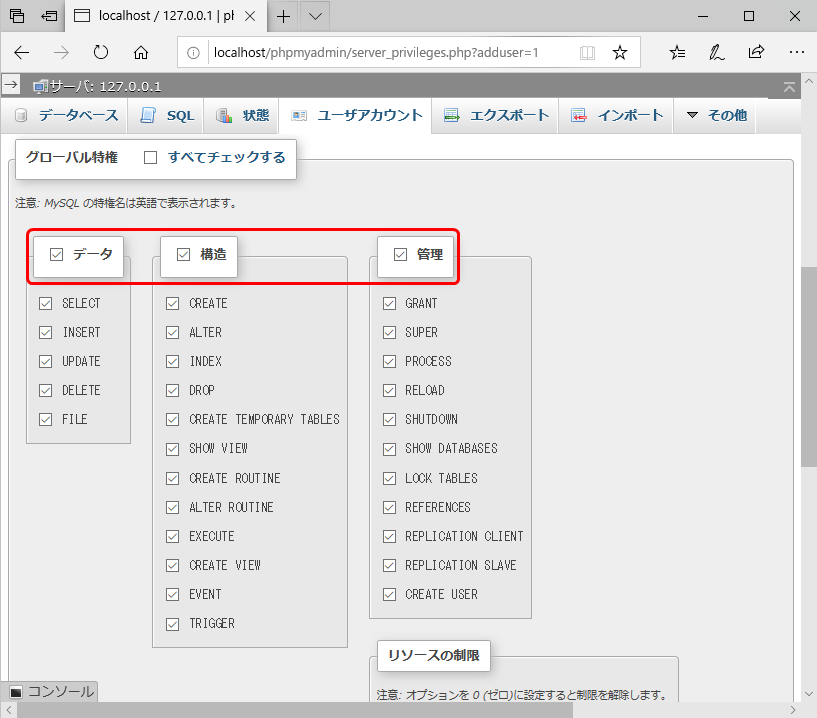 localhost / 127.0.0.1 | pl
localhost/phpmyadmin/server_privileges.php?adduser=1
サーバ: 127.0.0.1
データベース SQL 状態 ユーザアカウント エクスポート インポート その他
グローバル特権 すべてチェックする
注意: MySQL の特権名は英語で表示されます。
データ 構造 管理
SELECT CREATE GRANT
INSERT ALTER SUPER
UPDATE INDEX PROCESS
DELETE DROP RELOAD
FILE CREATE TEMPORARY TABLES SHUTDOWN
SHOW VIEW SHOW DATABASES
CREATE ROUTINE LOCK TABLES
ALTER ROUTINE REFERENCES
EXECUTE REPLICATION CLIENT
CREATE VIEW REPLICATION SLAVE
EVENT CREATE USER
TRIGGER
リソースの制限
注意: オプションを 0 (ゼロ)に設定すると制限を解除します。
コンソール